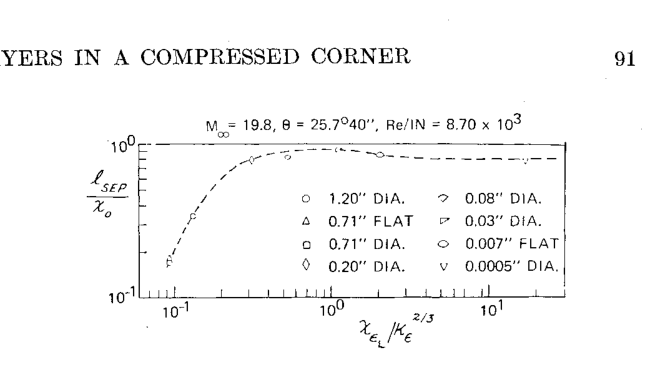 YERS IN A COMPRESSED CORNER 91
M∞ = 19.8, θ = 25.7°40", Re/IN = 8.70 x 10³
10⁰
ℓSEP
χₒ
○ 1.20" DIA. 0.08" DIA.
△ 0.71" FLAT 0.03" DIA.
□ 0.71" DIA. 0.007" FLAT
◊ 0.20" DIA. 0.0005" DIA.
10⁻¹
10⁻¹ 10⁰ 10¹
χ_ε_L /K_ε^2/3